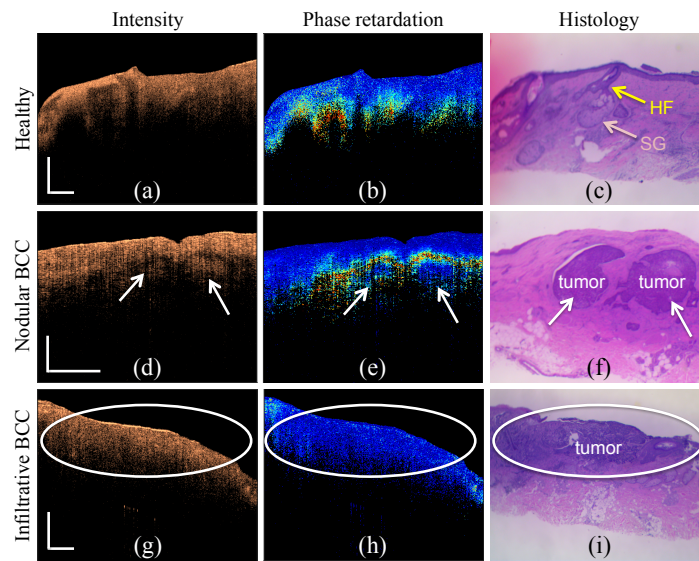 Intensity Phase retardation Histology
Healthy
HF
SG
(a) (b) (c)
Nodular BCC
tumor tumor
(d) (e) (f)
Infiltrative BCC
tumor
(g) (h) (i)